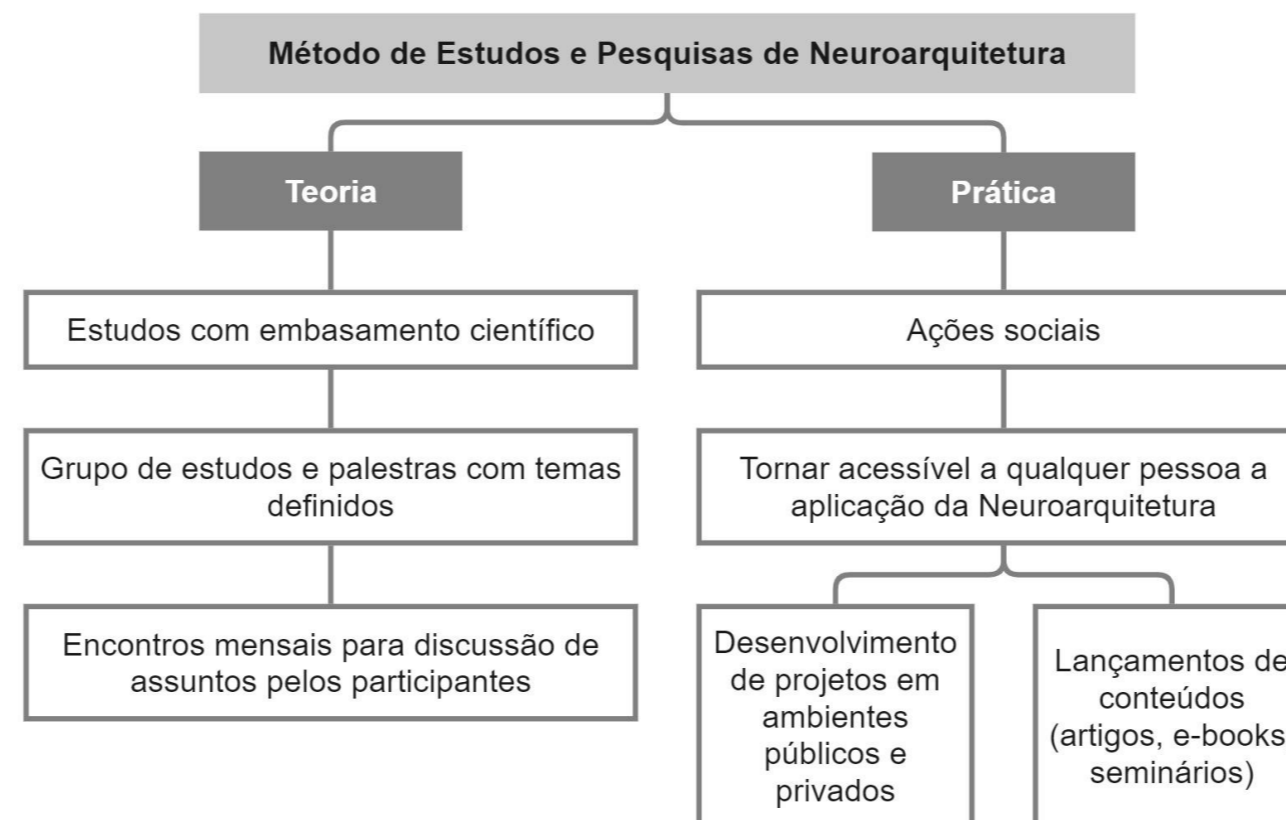 Método de Estudos e Pesquisas de Neuroarquitetura
Teoria
Prática
Estudos com embasamento científico
Ações sociais
Grupo de estudos e palestras com temas
definidos
Tornar acessível a qualquer pessoa a
aplicação da Neuroarquitetura
Encontros mensais para discussão de
assuntos pelos participantes
Desenvolvimento
de projetos em
ambientes
públicos e
privados
Lançamentos de
conteúdos
(artigos, e-books
seminários)